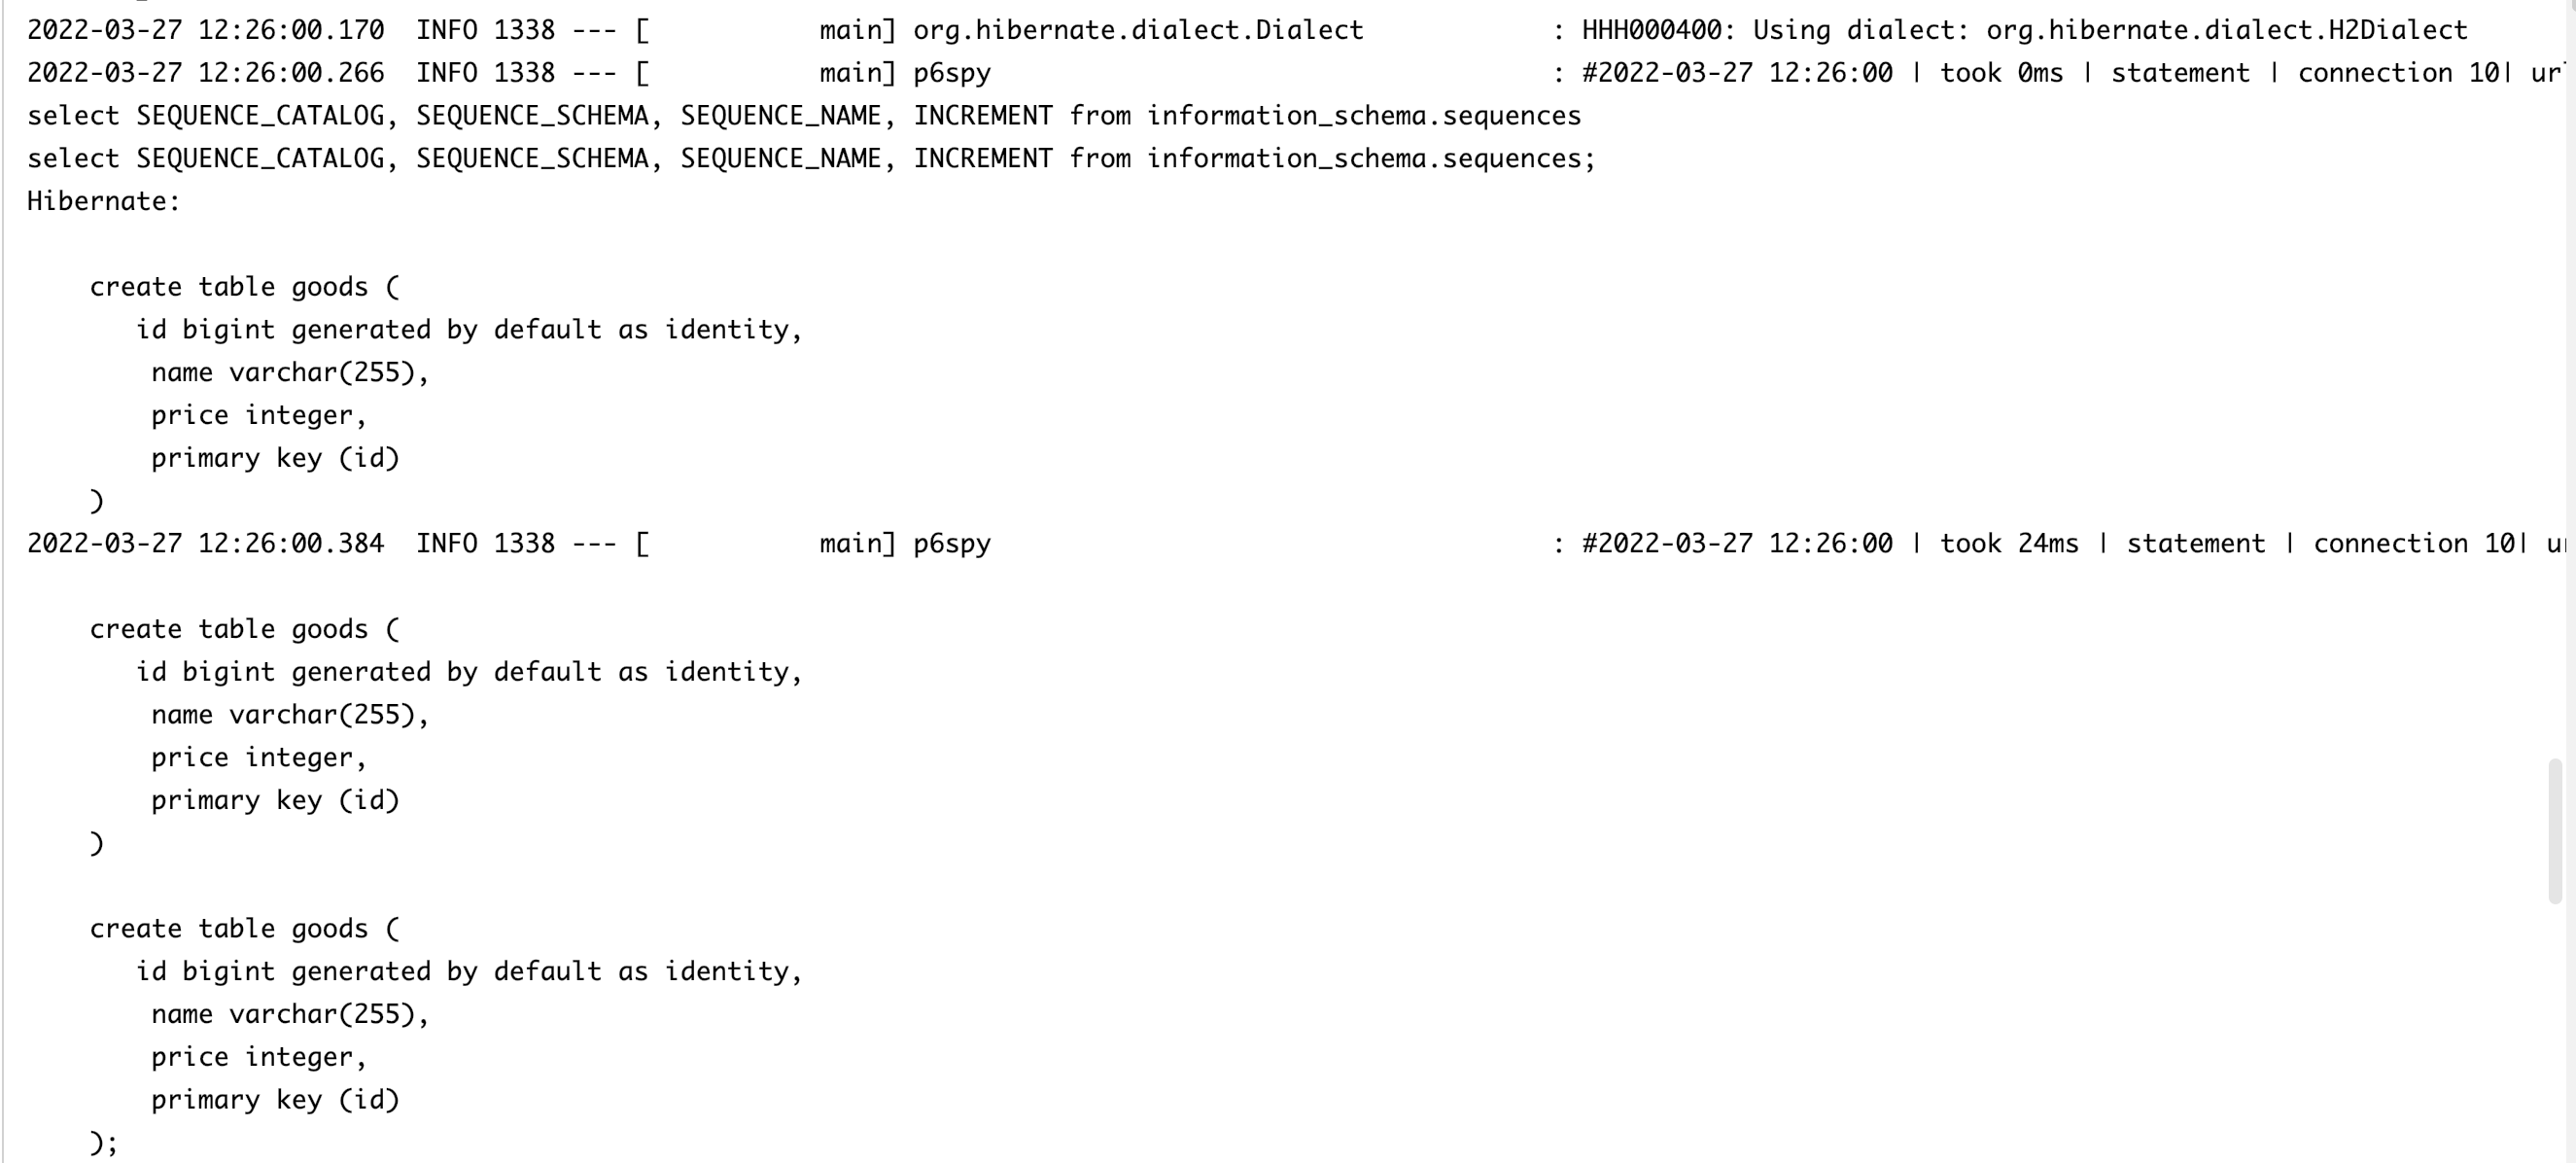 2022-03-27 12:26:00.170  INFO 1338 --- [           main] org.hibernate.dialect.Dialect            : HHH000400: Using dialect: org.hibernate.dialect.H2Dialect
2022-03-27 12:26:00.266  INFO 1338 --- [           main] p6spy                                    : #2022-03-27 12:26:00 | took 0ms | statement | connection 10|
select SEQUENCE_CATALOG, SEQUENCE_SCHEMA, SEQUENCE_NAME, INCREMENT from information_schema.sequences
select SEQUENCE_CATALOG, SEQUENCE_SCHEMA, SEQUENCE_NAME, INCREMENT from information_schema.sequences;
Hibernate:
    create table goods (
       id bigint generated by default as identity,
        name varchar(255),
        price integer,
        primary key (id)
    )
2022-03-27 12:26:00.384  INFO 1338 --- [           main] p6spy                                    : #2022-03-27 12:26:00 | took 24ms | statement | connection 10|
    create table goods (
       id bigint generated by default as identity,
        name varchar(255),
        price integer,
        primary key (id)
    )
    create table goods (
       id bigint generated by default as identity,
        name varchar(255),
        price integer,
        primary key (id)
    );